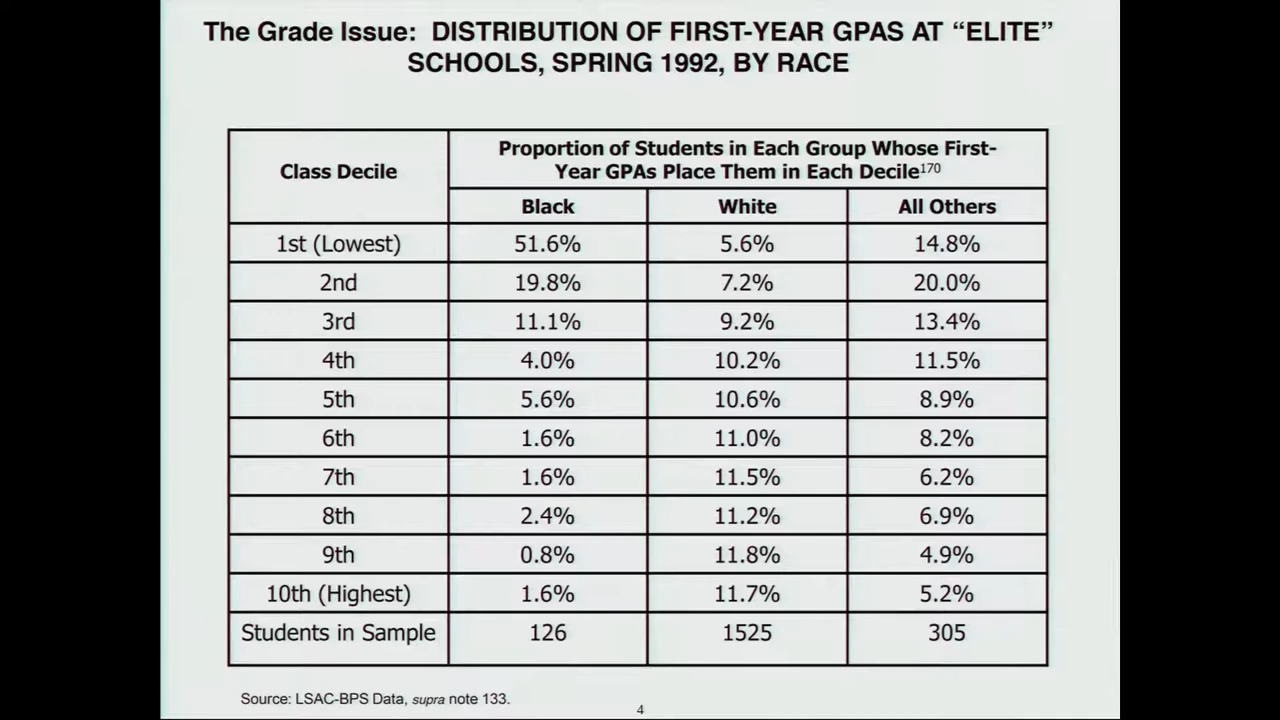 The Grade Issue: DISTRIBUTION OF FIRST-YEAR GPAS AT “ELITE”
SCHOOLS, SPRING 1992, BY RACE
Class Decile
Proportion of Students in Each Group Whose First-
Year GPAs Place Them in Each Decile170
Black White All Others
1st (Lowest) 51.6% 5.6% 14.8%
2nd 19.8% 7.2% 20.0%
3rd 11.1% 9.2% 13.4%
4th 4.0% 10.2% 11.5%
5th 5.6% 10.6% 8.9%
6th 1.6% 11.0% 8.2%
7th 1.6% 11.5% 6.2%
8th 2.4% 11.2% 6.9%
9th 0.8% 11.8% 4.9%
10th (Highest) 1.6% 11.7% 5.2%
Students in Sample 126 1525 305
Source: LSAC-BPS Data, supra note 133.
4